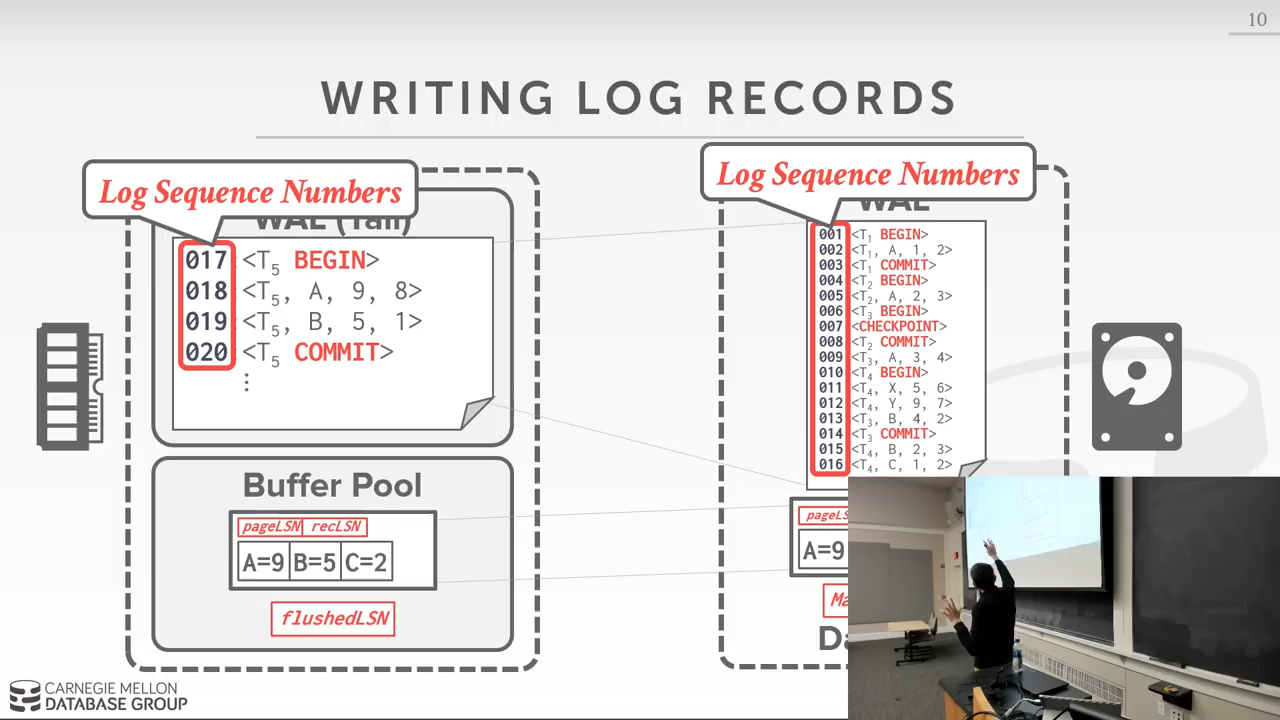 10
WRITING LOG RECORDS
Log Sequence Numbers
WAL (Tail)
017 <T5 BEGIN>
018 <T5, A, 9, 8>
019 <T5, B, 5, 1>
020 <T5 COMMIT>
⋮
Buffer Pool
pageLSN recLSN
A=9 B=5 C=2
flushedLSN
Log Sequence Numbers
WAL
001 <T1 BEGIN>
002 <T1, A, 1, 2>
003 <T1 COMMIT>
004 <T2 BEGIN>
005 <T2, A, 2, 3>
006 <T3 BEGIN>
007 <CHECKPOINT>
008 <T2 COMMIT>
009 <T3, A, 3, 4>
010 <T4 BEGIN>
011 <T4, X, 5, 6>
012 <T4, Y, 9, 7>
013 <T3, B, 4, 2>
014 <T3 COMMIT>
015 <T4, B, 2, 3>
016 <T4, C, 1, 2>
A=9
CARNEGIE MELLON
DATABASE GROUP